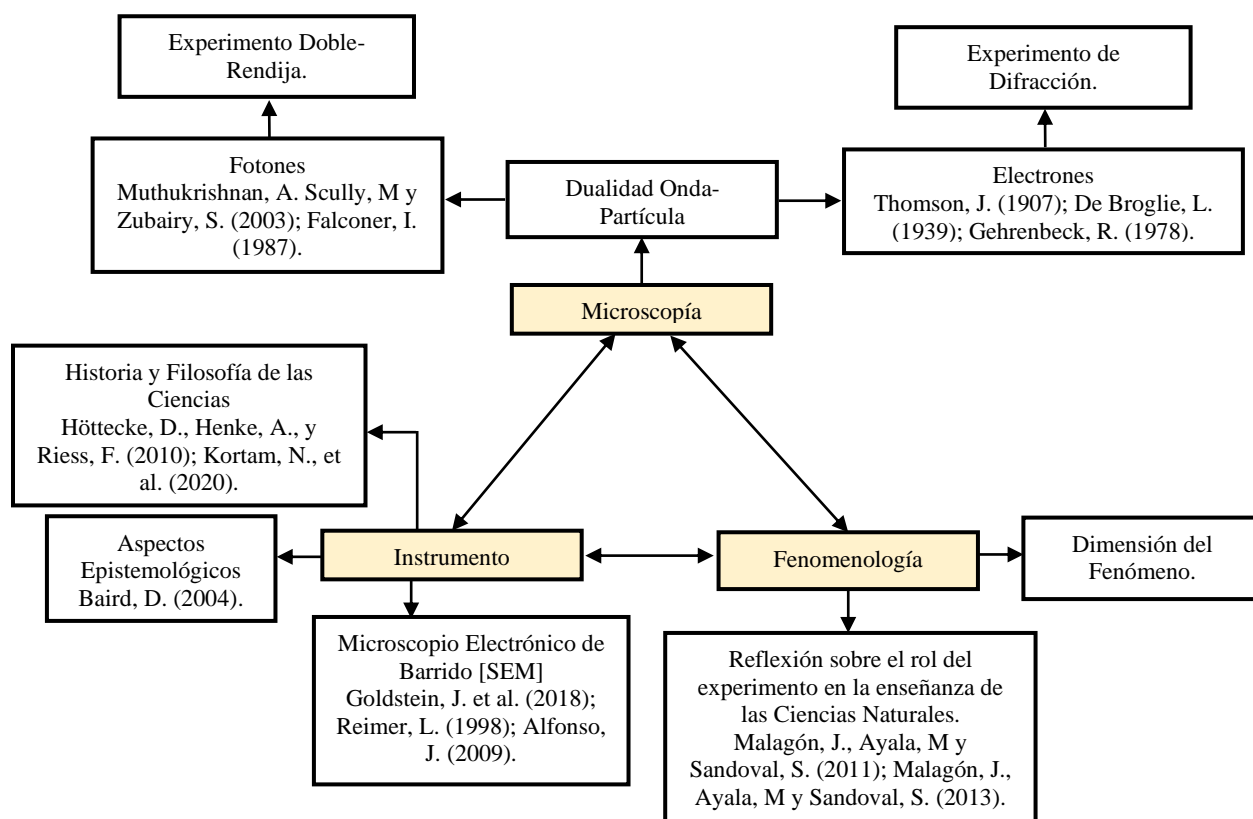 Experimento Doble-
Rendija.
Experimento de
Difracción.
Fotones
Muthukrishnan, A. Scully, M y
Zubairy, S. (2003); Falconer, I.
(1987).
Dualidad Onda-
Partícula
Electrones
Thomson, J. (1907); De Broglie, L.
(1939); Gehrenbeck, R. (1978).
Microscopía
Historia y Filosofía de las
Ciencias
Höttecke, D., Henke, A., y
Riess, F. (2010); Kortam, N., et
al. (2020).
Aspectos
Epistemológicos
Baird, D. (2004).
Instrumento
Fenomenología
Dimensión del
Fenómeno.
Microscopio Electrónico de
Barrido [SEM]
Goldstein, J. et al. (2018);
Reimer, L. (1998); Alfonso,
J. (2009).
Reflexión sobre el rol del
experimento en la enseñanza de
las Ciencias Naturales.
Malagón, J., Ayala, M y
Sandoval, S. (2011); Malagón, J.,
Ayala, M y Sandoval, S. (2013).